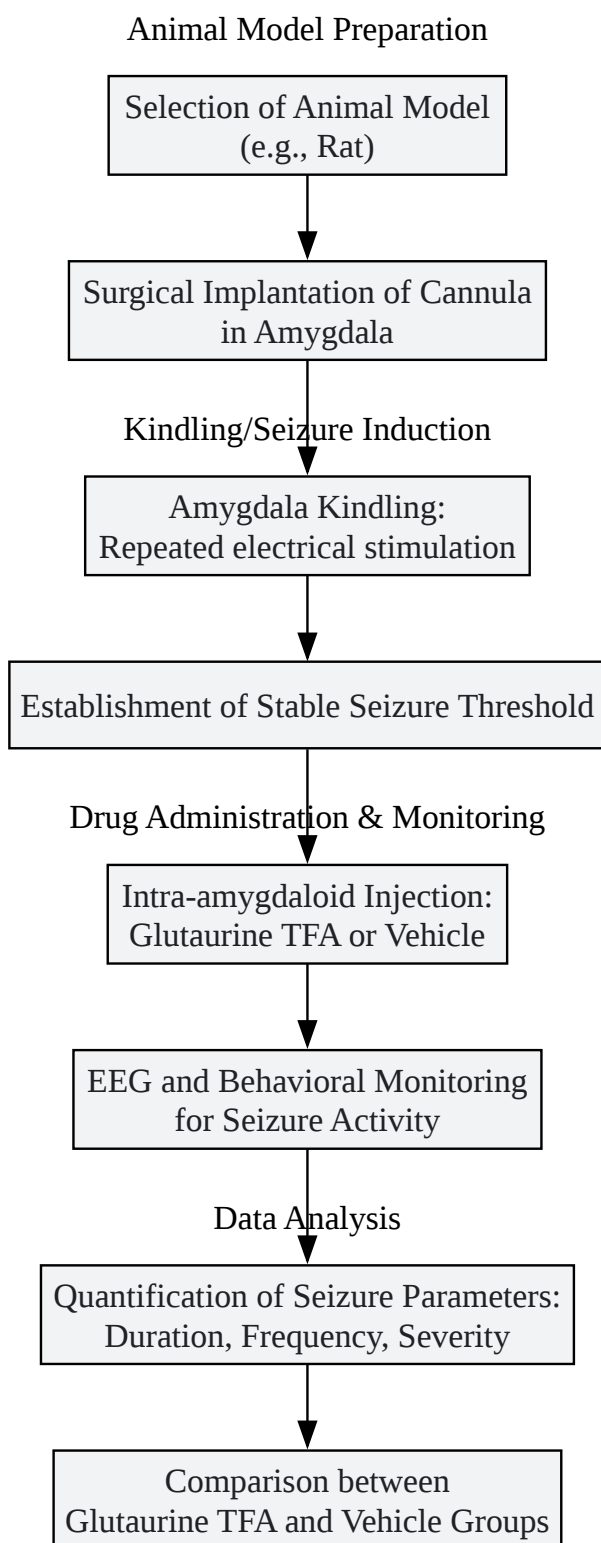 Animal Model Preparation
Selection of Animal Model
(e.g., Rat)
Surgical Implantation of Cannula
in Amygdala
Kindling/Seizure Induction
Amygdala Kindling:
Repeated electrical stimulation
Establishment of Stable Seizure Threshold
Drug Administration & Monitoring
Intra-amygdaloid Injection:
Glutaurine TFA or Vehicle
EEG and Behavioral Monitoring
for Seizure Activity
Data Analysis
Quantification of Seizure Parameters:
Duration, Frequency, Severity
Comparison between
Glutaurine TFA and Vehicle Groups